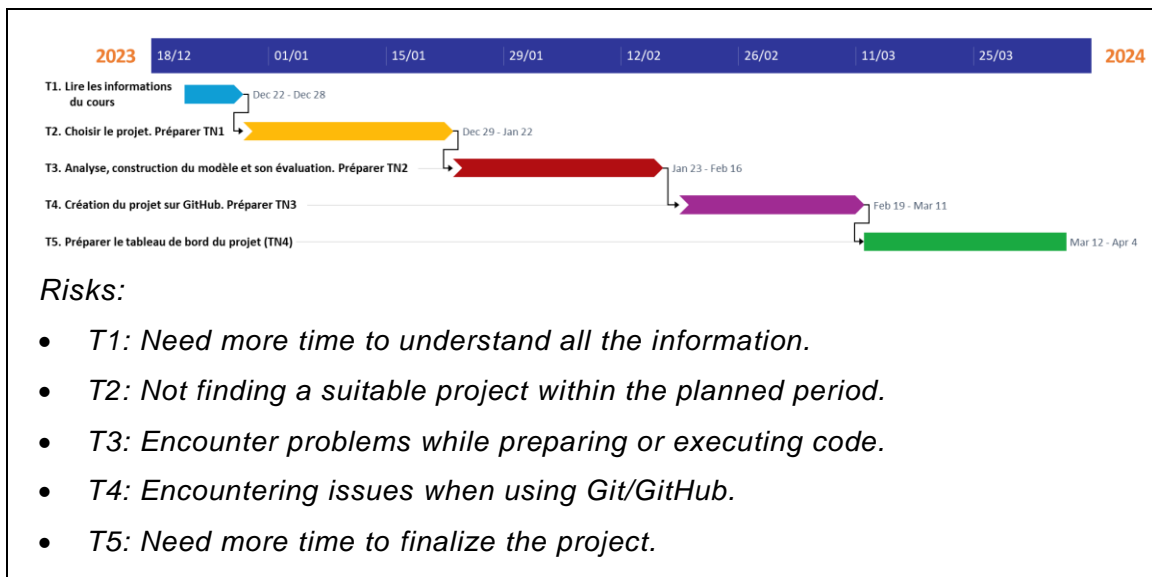 2023 18/12 01/01 15/01 29/01 12/02 26/02 11/03 25/03 2024
T1. Lire les informations
du cours
Dec 22 - Dec 28
T2. Choisir le projet. Préparer TN1
Dec 29 - Jan 22
T3. Analyse, construction du modèle et son évaluation. Préparer TN2
Jan 23 - Feb 16
T4. Création du projet sur GitHub. Préparer TN3
Feb 19 - Mar 11
T5. Préparer le tableau de bord du projet (TN4)
Mar 12 - Apr 4
Risks:
• T1: Need more time to understand all the information.
• T2: Not finding a suitable project within the planned period.
• T3: Encounter problems while preparing or executing code.
• T4: Encountering issues when using Git/GitHub.
• T5: Need more time to finalize the project.